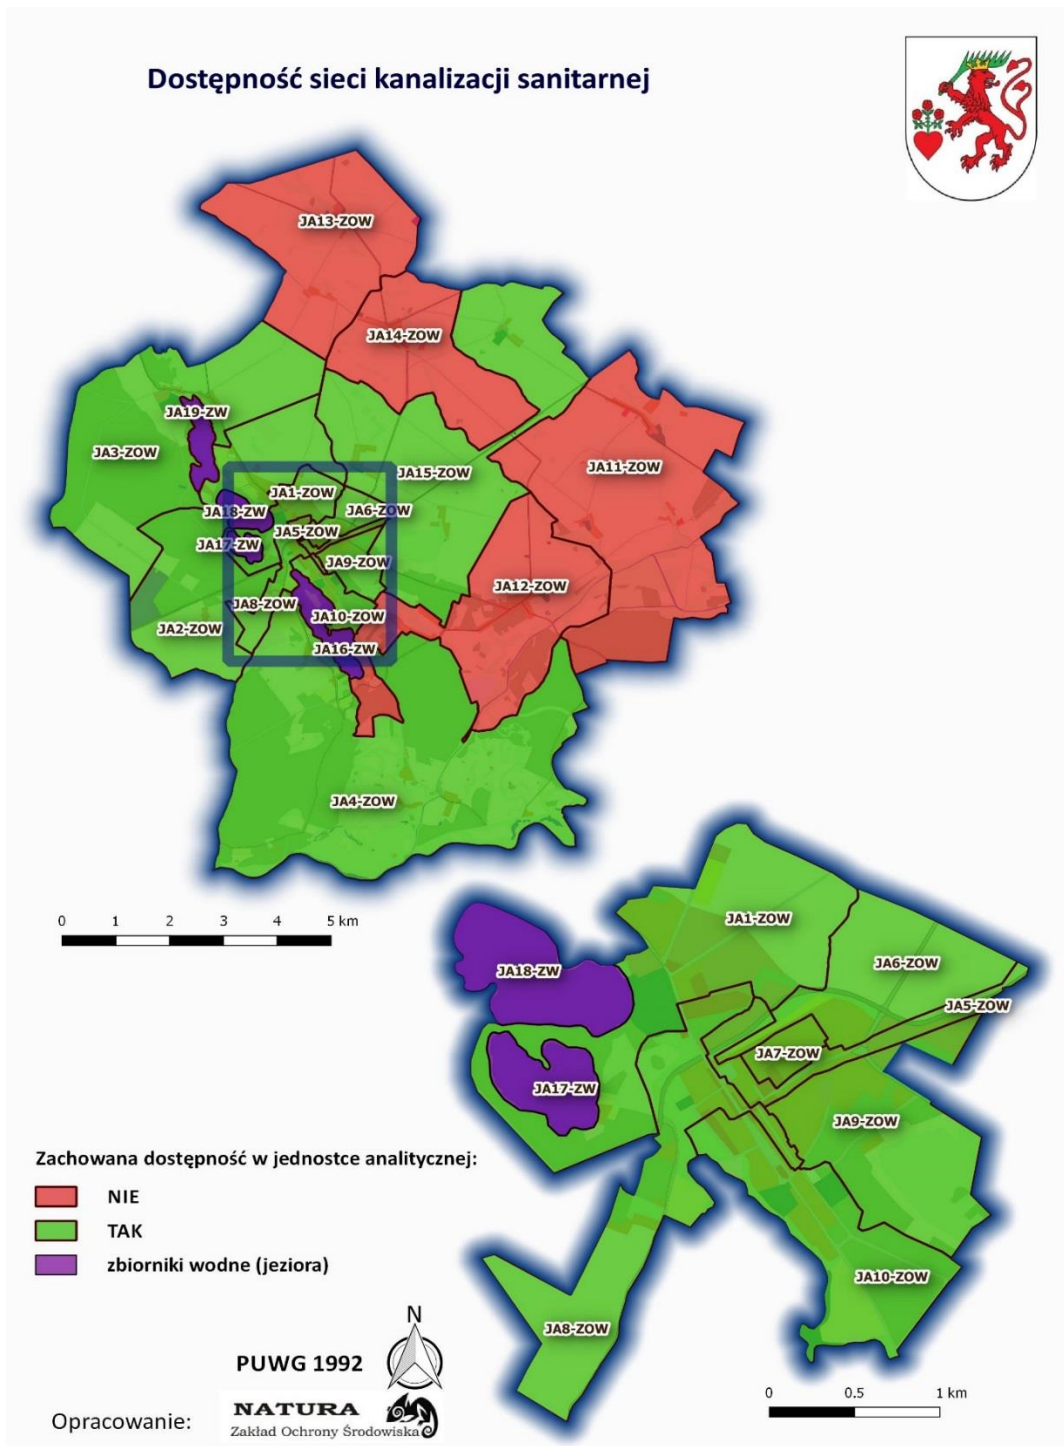 Dostępność sieci kanalizacji sanitarnej
JA13-ZOW
JA14-ZOW
JA19-ZW
JA3-ZOW
JA15-ZOW
JA11-ZOW
JA1-ZOW
JA18-ZW
JA6-ZOW
JA5-ZOW
JA17-ZW
JA9-ZOW
JA12-ZOW
JA8-ZOW
JA10-ZOW
JA2-ZOW
JA16-ZW
JA4-ZOW
0 1 2 3 4 5 km
JA1-ZOW
JA18-ZW
JA6-ZOW
JA5-ZOW
JA7-ZOW
JA17-ZW
JA9-ZOW
JA10-ZOW
JA8-ZOW
Zachowana dostępność w jednostce analitycznej:
NIE
TAK
zbiorniki wodne (jeziora)
N
PUWG 1992
0 0.5 1 km
Opracowanie:
NATURA
Zakład Ochrony Środowiska